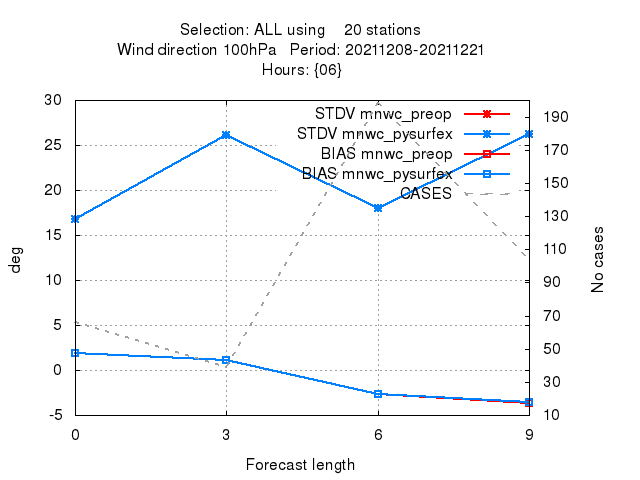 Selection: ALL using    20 stations
Wind direction 100hPa   Period: 20211208-20211221
Hours: {06}
30
25
20
15
10
5
0
-5
deg
STDV mnwc_preop
STDV mnwc_pysurfex
BIAS mnwc_preop
BIAS mnwc_pysurfex
CASES
190
170
150
130
110
90
70
50
30
10
No cases
0 3 6 9
Forecast length